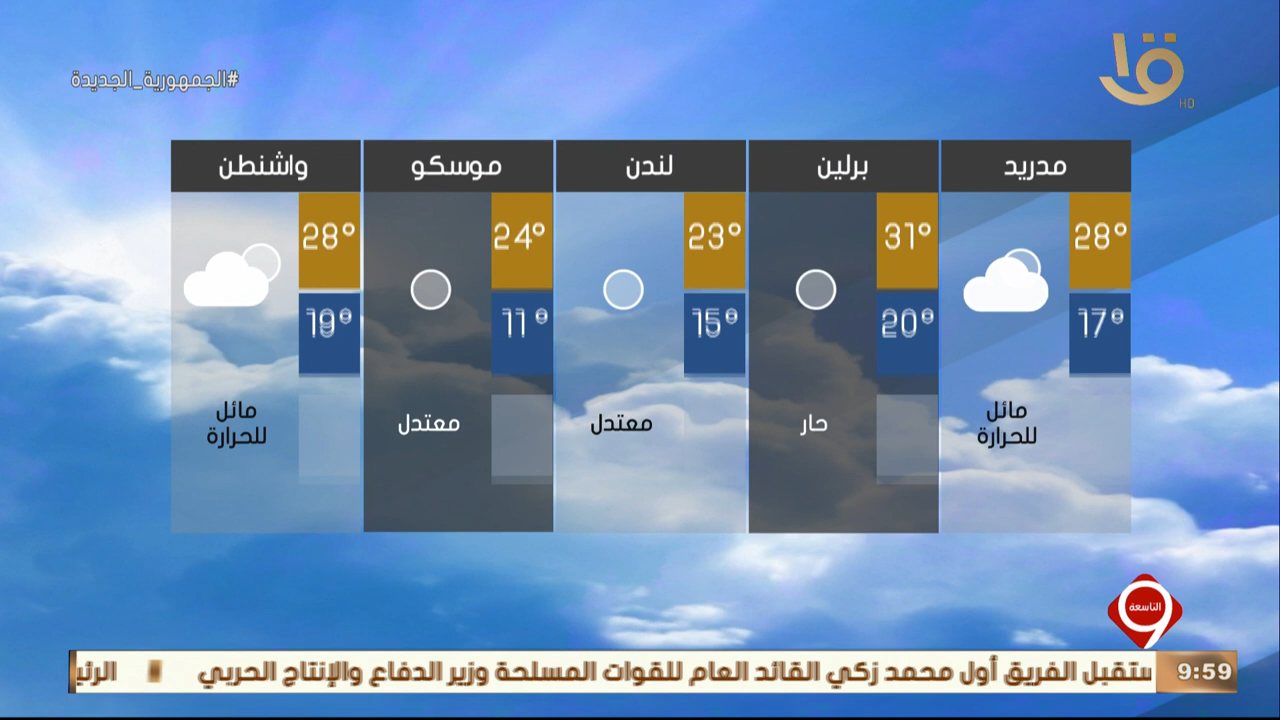 #الجمهورية_الجديدة
HD
مدريد
28°
17°
مائل
للحرارة
برلين
31°
20°
حار
لندن
23°
15°
معتدل
موسكو
24°
11°
معتدل
واشنطن
28°
19°
مائل
للحرارة
التاسعة
9
9:59
ستقبل الفريق أول محمد زكي القائد العام للقوات المسلحة وزير الدفاع والإنتاج الحربي